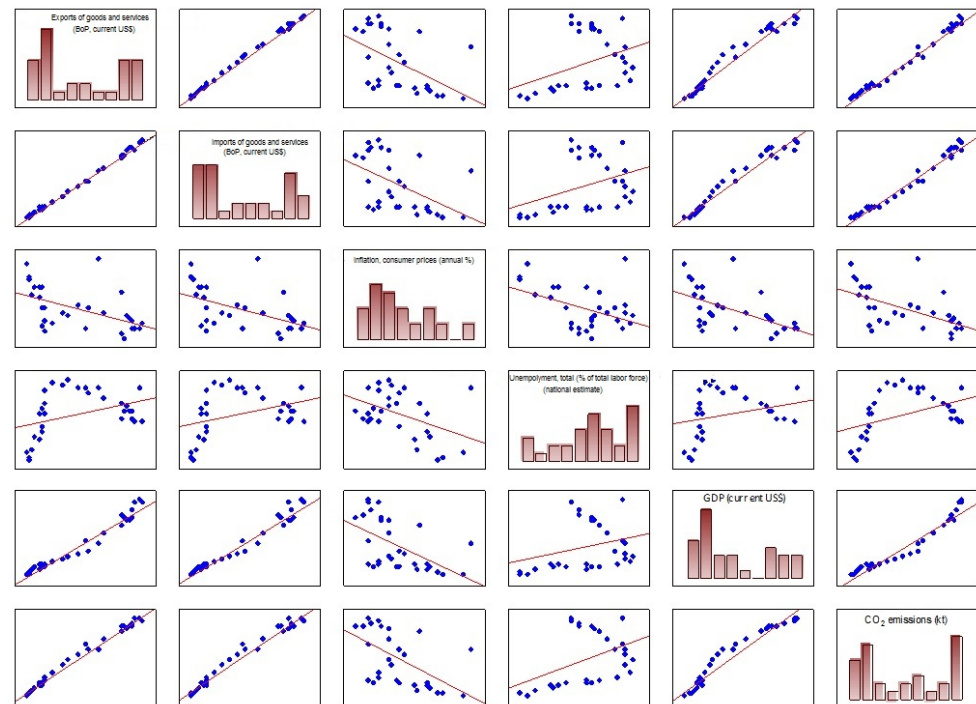 Exports of goods and services
(BoP, current US$)
Imports of goods and services
(BoP, current US$)
Inflation, consumer prices (annual %)
Unempolyment, total (% of total labor force)
(national estimate)
GDP (current US$)
CO₂ emissions (kt)